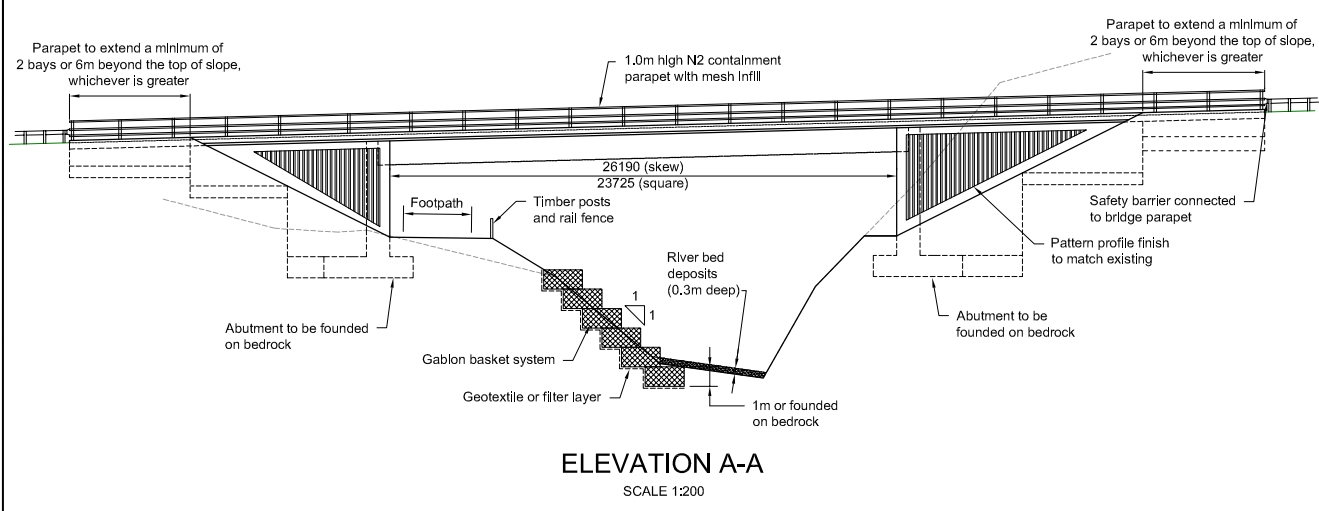 Parapet to extend a minimum of
2 bays or 6m beyond the top of slope,
whichever is greater
1.0m high N2 containment
parapet with mesh infill
Parapet to extend a minimum of
2 bays or 6m beyond the top of slope,
whichever is greater
26190 (skew)
23725 (square)
Footpath
Timber posts
and rail fence
Safety barrier connected
to bridge parapet
Pattern profile finish
to match existing
River bed
deposits
(0.3m deep)
1
1
Abutment to be founded
on bedrock
Abutment to be
founded on bedrock
Gabion basket system
Geotextile or filter layer
1m or founded
on bedrock
ELEVATION A-A
SCALE 1:200